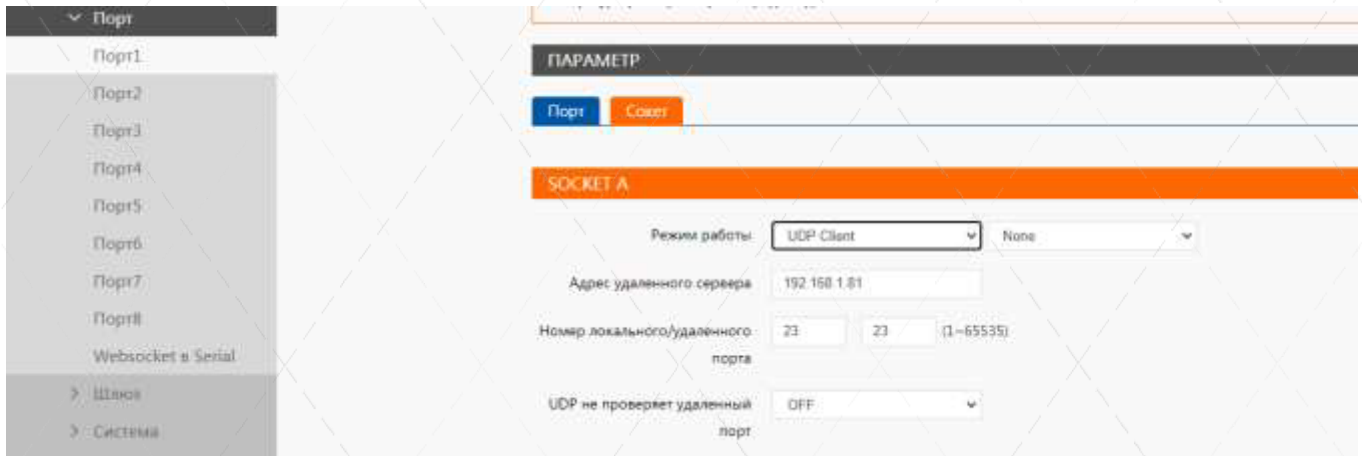 Порт
Порт1
Порт2
Порт3
Порт4
Порт5
Порт6
Порт7
Порт8
Websocket в Serial
Шлюз
Система
ПАРАМЕТР
Порт Сокет
SOCKET A
Режим работы UDP Client None
Адрес удаленного сервера 192.168.1.81
Номер локального/удаленного 23 23 (1~65535)
порта
UDP не проверяет удаленный OFF
порт